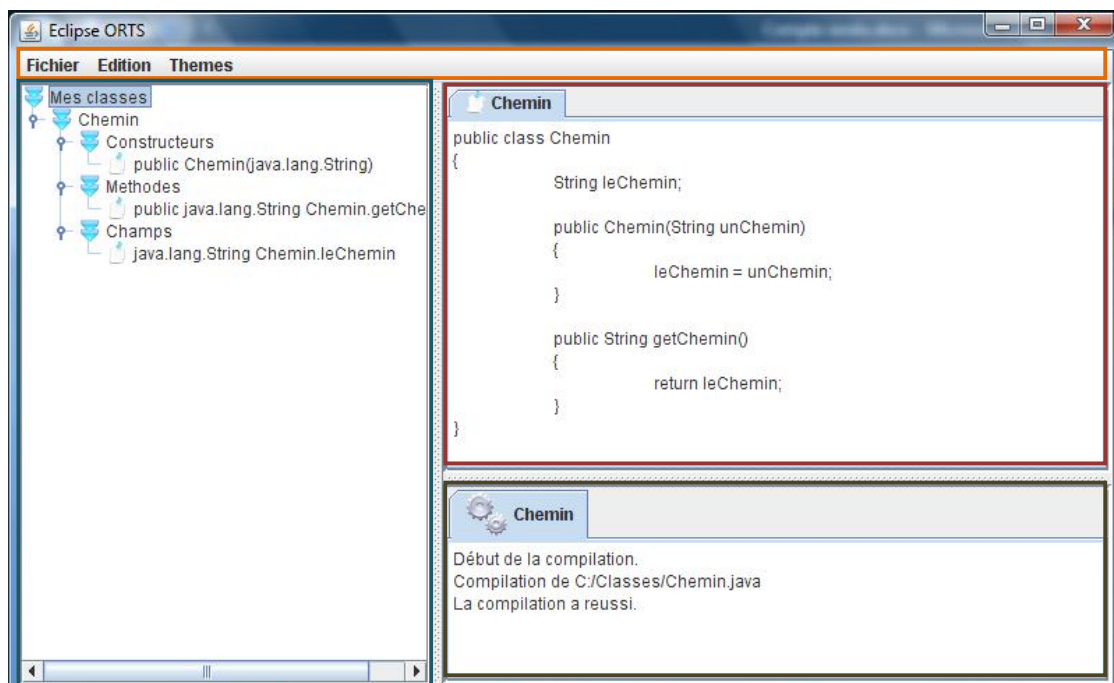 Eclipse ORTS
Fichier Edition Themes
Mes classes
Chemin
Constructeurs
public Chemin(java.lang.String)
Methodes
public java.lang.String Chemin.getChe
Champs
java.lang.String Chemin.leChemin
Chemin
public class Chemin
{
String leChemin;
public Chemin(String unChemin)
{
leChemin = unChemin;
}
public String getChemin()
{
return leChemin;
}
}
Chemin
Début de la compilation.
Compilation de C:/Classes/Chemin.java
La compilation a reussi.